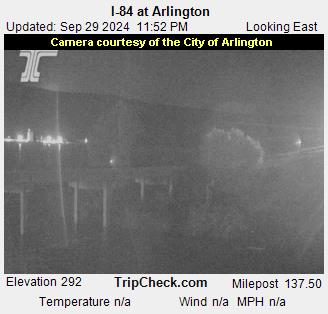 I-84 at Arlington
Updated: Sep 29 2024 11:52 PM Looking East
Camera courtesy of the City of Arlington
Elevation 292 TripCheck.com Milepost 137.50
Temperature n/a Wind n/a MPH n/a